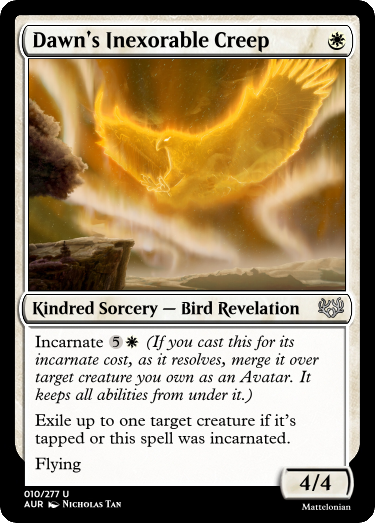 Dawn's Inexorable Creep
Kindred Sorcery — Bird Revelation
Incarnate 5 (If you cast this for its
incarnate cost, as it resolves, merge it over
target creature you own as an Avatar. It
keeps all abilities from under it.)
Exile up to one target creature if it's
tapped or this spell was incarnated.
Flying
4/4
010/277 U
AUR Nicholas Tan
Mattelonian